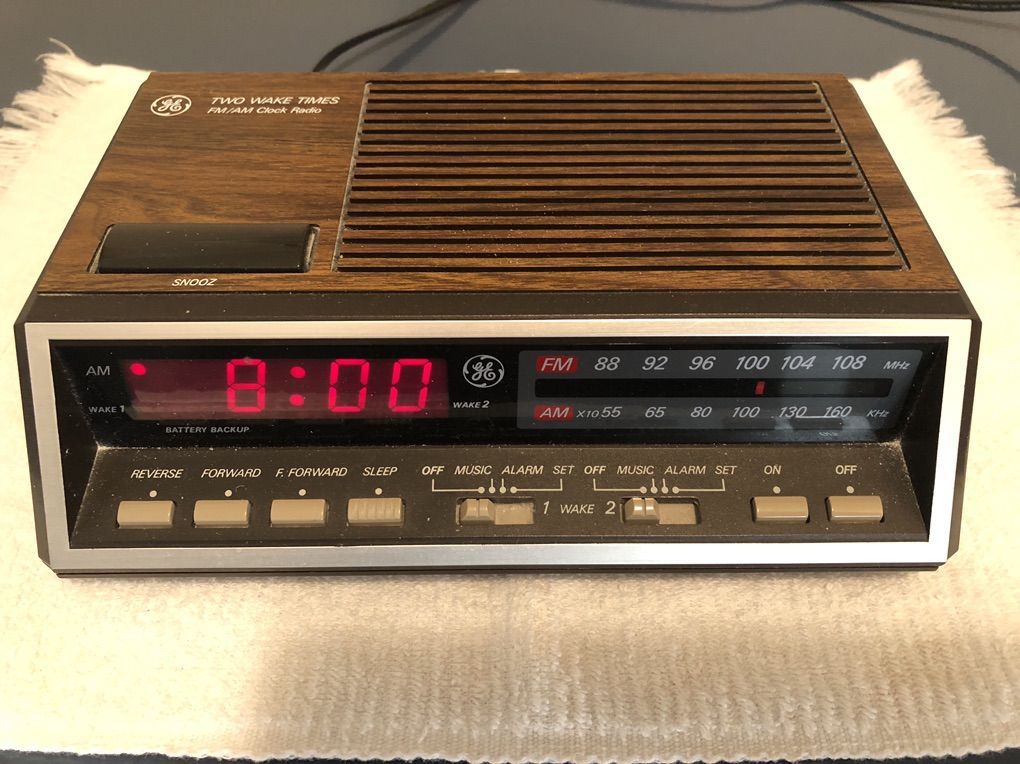 GE TWO WAKE TIMES
FM/AM Clock Radio
SNOOZ
AM 8:00 GE
WAKE 1 WAKE 2
BATTERY BACKUP
FM 88 92 96 100 104 108 MHz
AM X10 55 65 80 100 130 160 KHz
REVERSE FORWARD F. FORWARD SLEEP OFF MUSIC ALARM SET OFF MUSIC ALARM SET ON OFF
1 WAKE 2